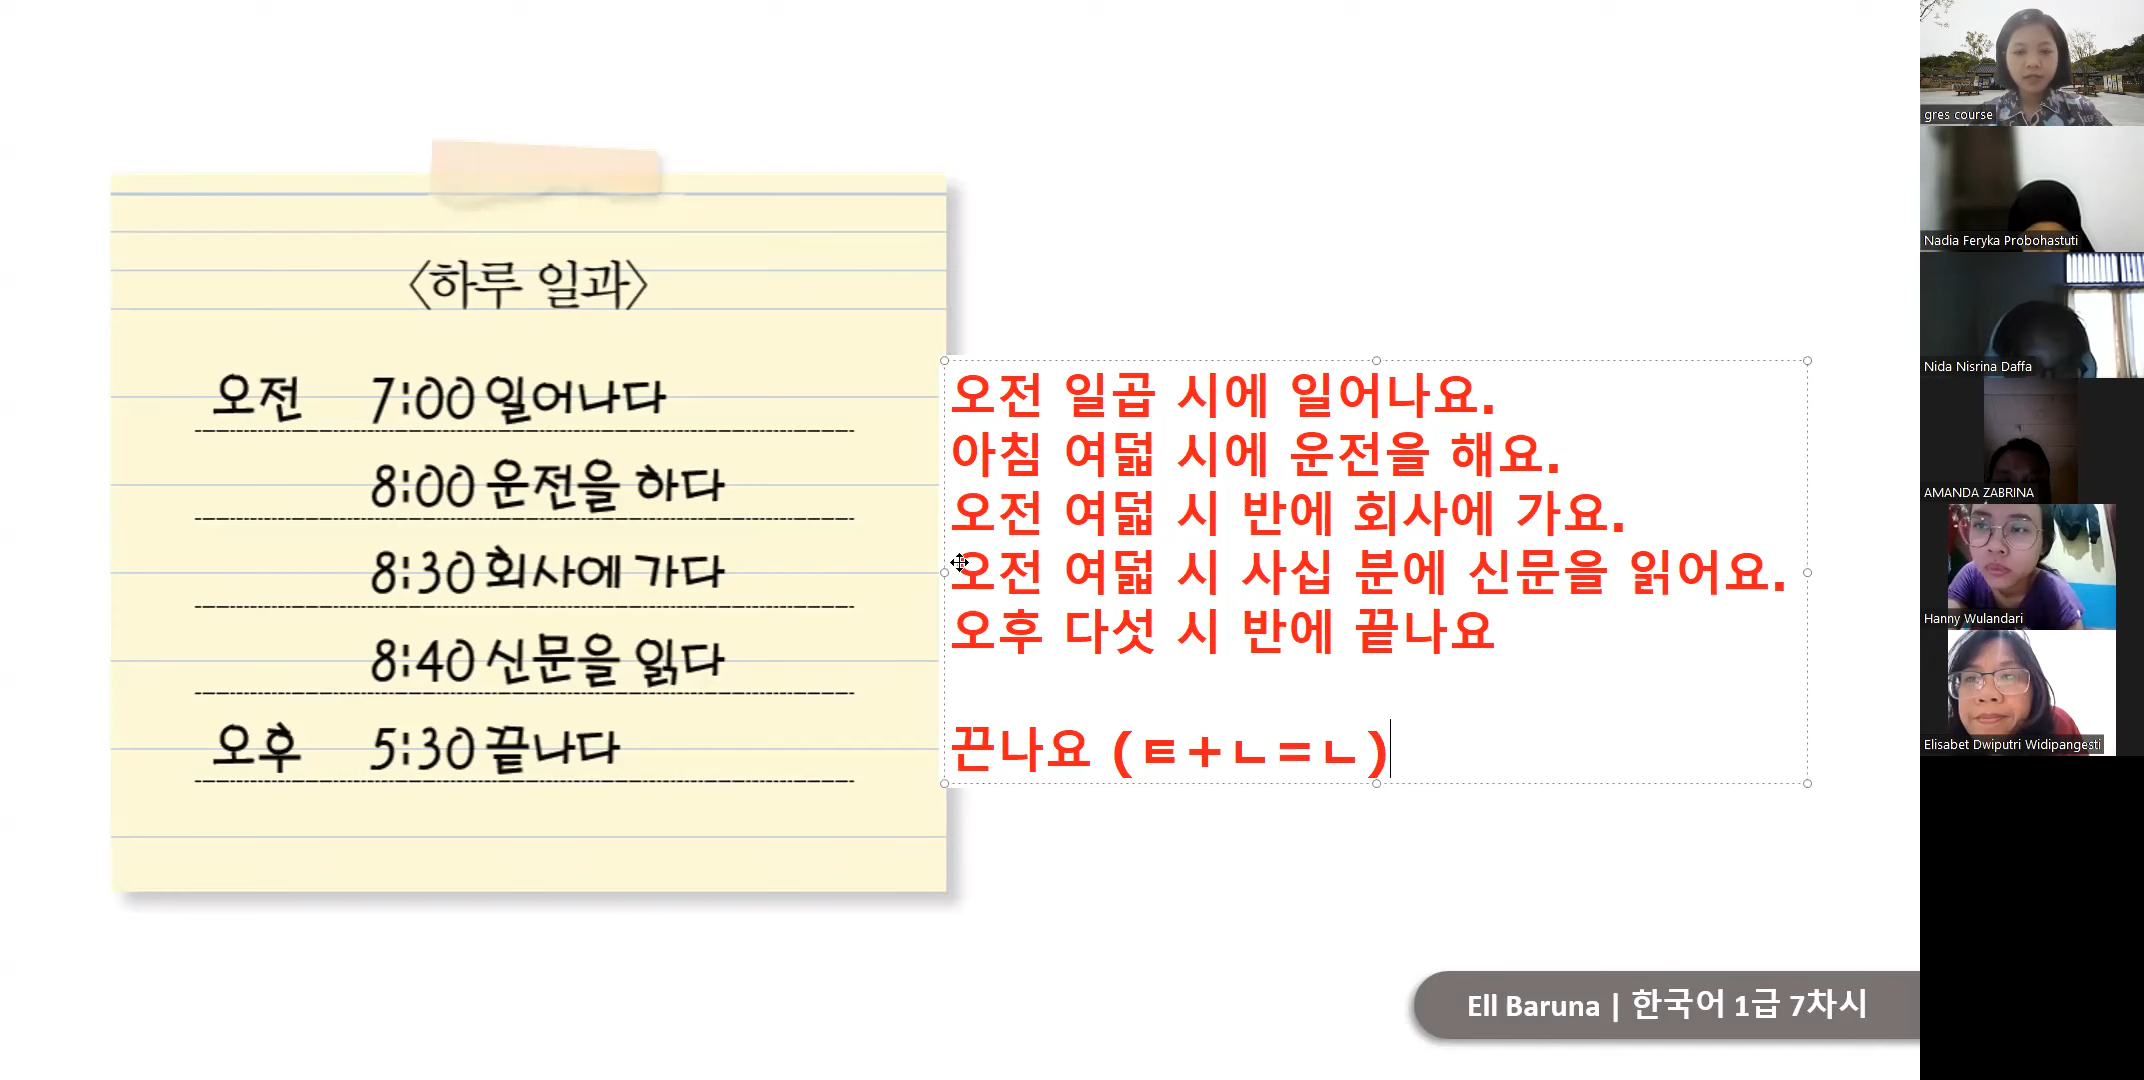 <하루 일과>
오전 7:00 일어나다
8:00 운전을 하다
8:30 회사에 가다
8:40 신문을 읽다
오후 5:30 끝나다
오전 일곱 시에 일어나요.
아침 여덟 시에 운전을 해요.
오전 여덟 시 반에 회사에 가요.
오전 여덟 시 사십 분에 신문을 읽어요.
오후 다섯 시 반에 끝나요
끈나요 (ㅌ+ㄴ=ㄴ)
Ell Baruna | 한국어 1급 7차시
gres course
Nadia Feryka Probohastuti
Nida Nisrina Daffa
AMANDA ZABRINA
Hanny Wulandari
Elisabet Dwiputri Widipangesti